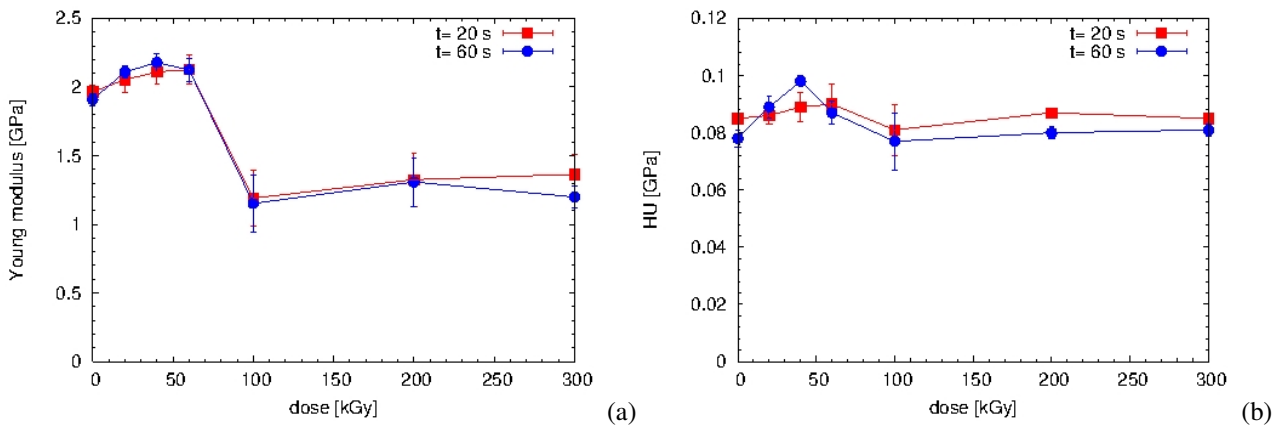 2.5
2
1.5
1
0.5
0
Young modulus [GPa]
0 50 100 150 200 250 300
dose [kGy]
t= 20 s
t= 60 s
(a)
0.12
0.1
0.08
0.06
0.04
0.02
0
HU [GPa]
0 50 100 150 200 250 300
dose [kGy]
t= 20 s
t= 60 s
(b)